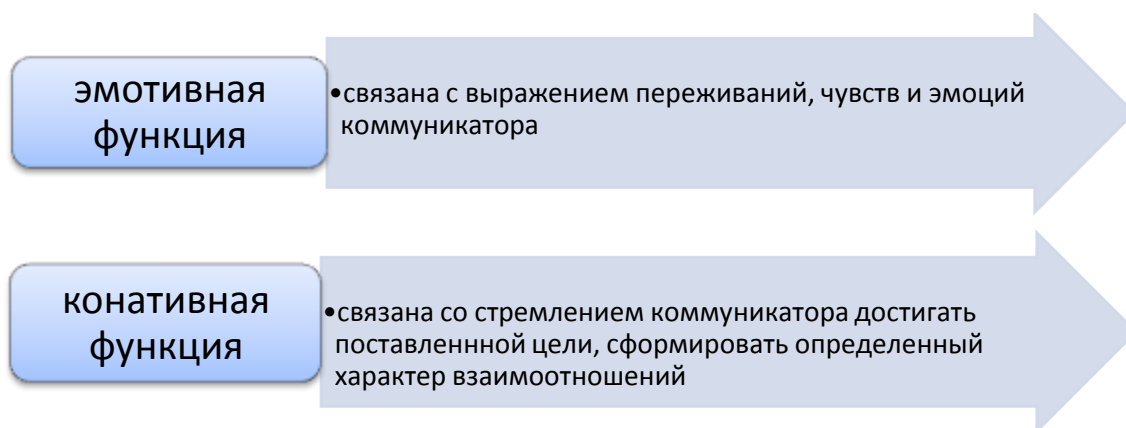 эмотивная
функция
•связана с выражением переживаний, чувств и эмоций
коммуникатора
конативная
функция
•связана со стремлением коммуникатора достигать
поставленнной цели, сформировать определенный
характер взаимоотношений